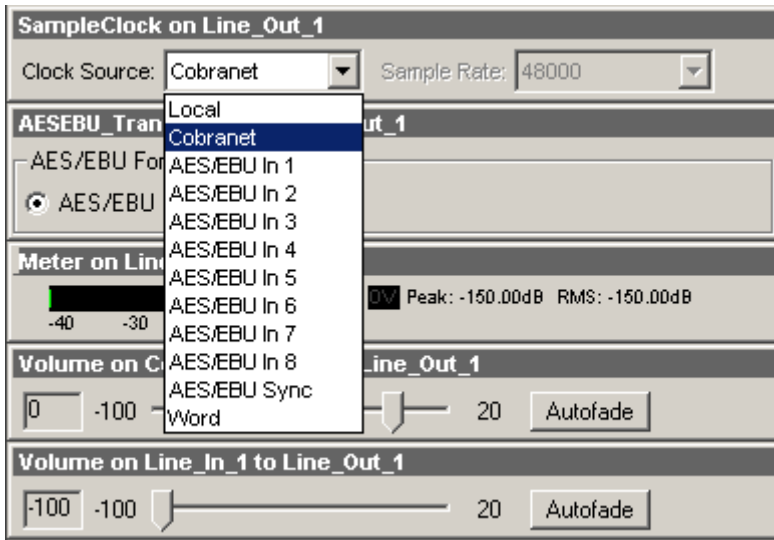 SampleClock on Line_Out_1
Clock Source: Cobranet Sample Rate: 48000
Local
Cobranet
AES/EBU In 1
AES/EBU In 2
AES/EBU In 3
AES/EBU In 4
AES/EBU In 5
AES/EBU In 6
AES/EBU In 7
AES/EBU In 8
AES/EBU Sync
Word
AESEBU_Tran ut_1
AES/EBU For
AES/EBU
Meter on Line
0V Peak: -150.00dB RMS: -150.00dB
-40 -30
Volume on C Line_Out_1
0 -100 20 Autofade
Volume on Line_In_1 to Line_Out_1
-100 -100 20 Autofade